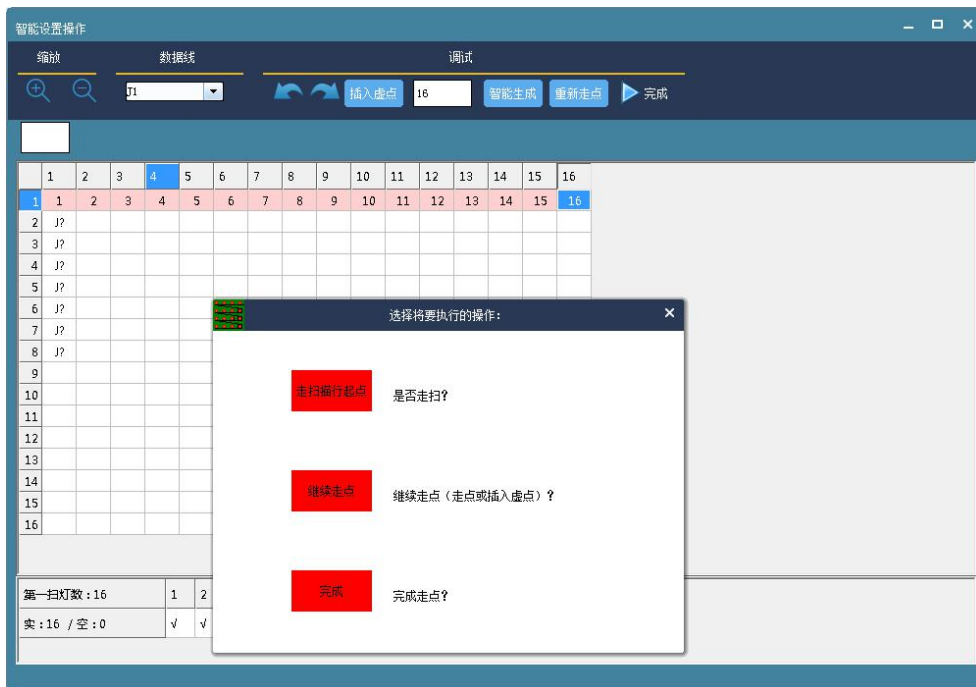 智能设置操作
缩放 数据线 调试
J1 插入虚点 16 智能生成 重新走点 完成
1 2 3 4 5 6 7 8 9 10 11 12 13 14 15 16
1 1 2 3 4 5 6 7 8 9 10 11 12 13 14 15 16
2 J?
3 J?
4 J?
5 J?
6 J?
7 J?
8 J?
9
10
11
12
13
14
15
16
选择将要执行的操作:
走扫描行起点 是否走扫?
继续走点 继续走点（走点或插入虚点）?
完成 完成走点?
第一扫灯数:16 1 2
实:16 /空:0 √ √